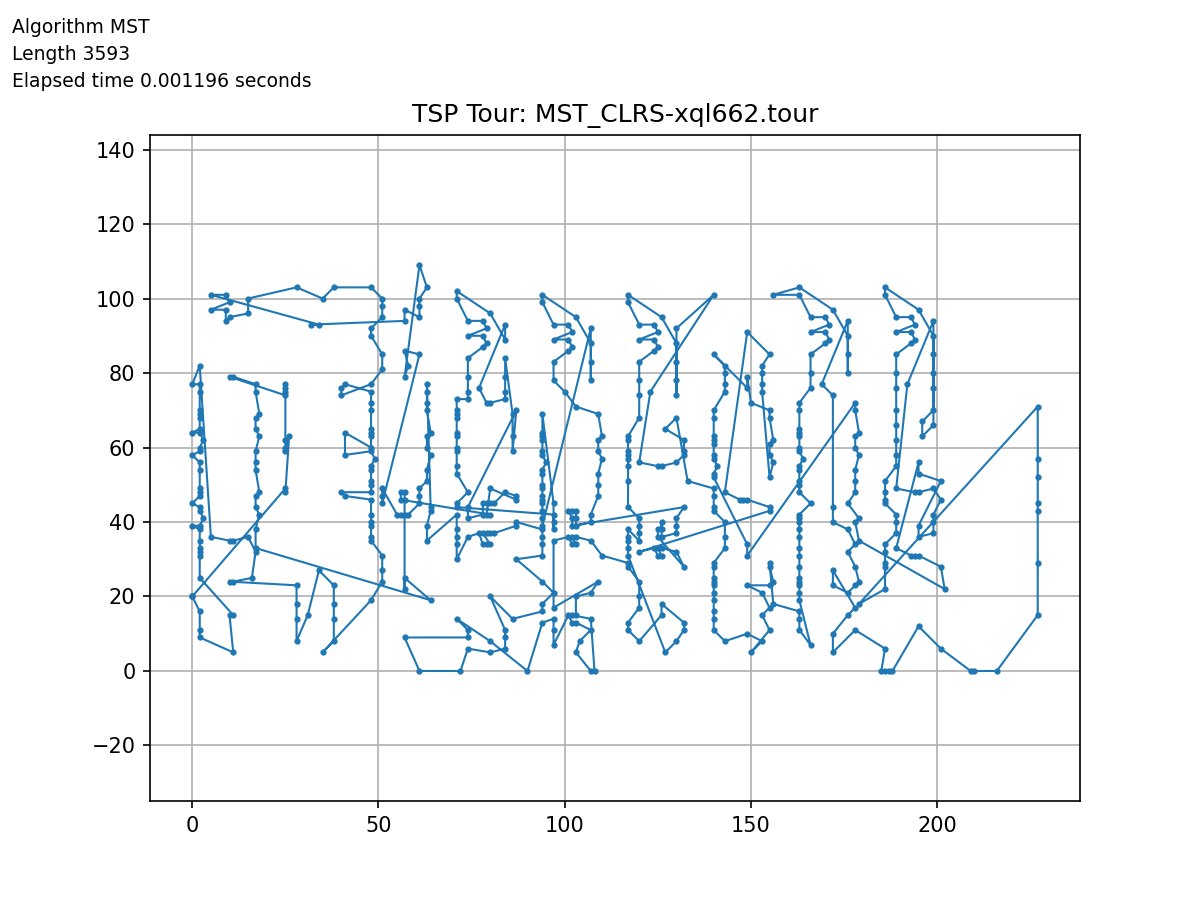 Algorithm MST
Length 3593
Elapsed time 0.001196 seconds
TSP Tour: MST_CLRS-xql662.tour
140
120
100
80
60
40
20
0
−20
0 50 100 150 200